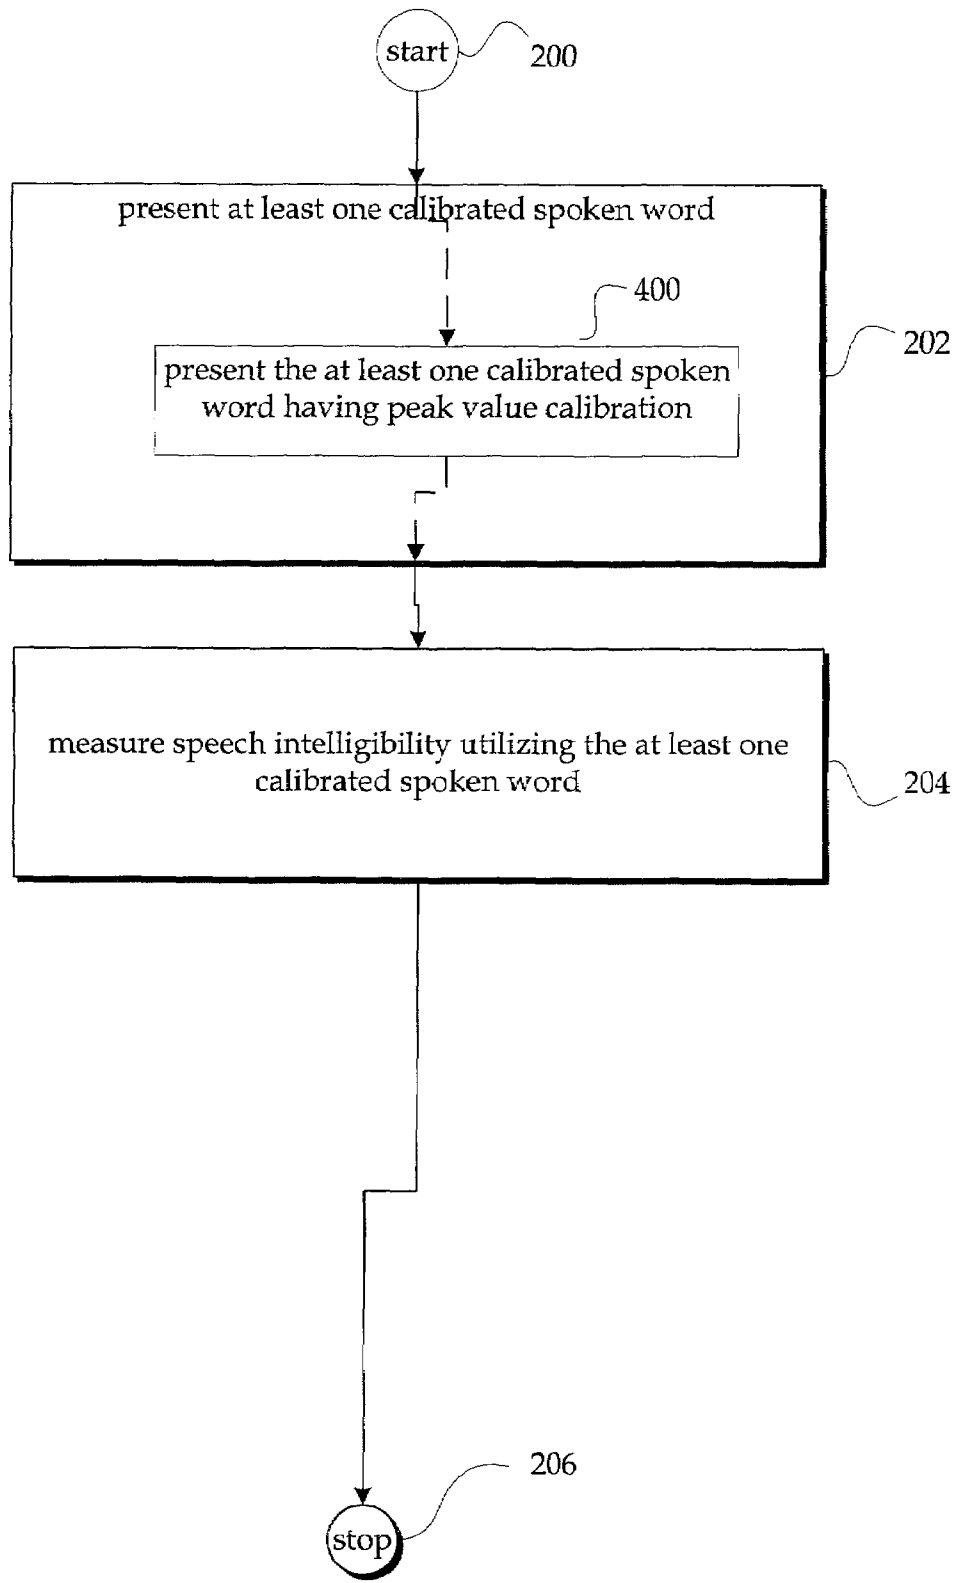 start
200
present at least one calibrated spoken word
400
202
present the at least one calibrated spoken
word having peak value calibration
measure speech intelligibility utilizing the at least one
calibrated spoken word
204
206
stop